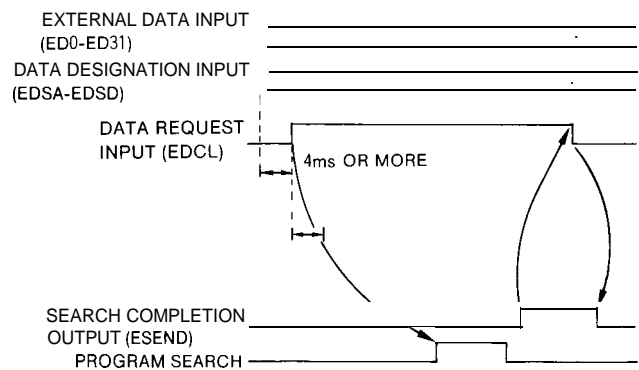 EXTERNAL DATA INPUT
(ED0-ED31)
DATA DESIGNATION INPUT
(EDSA-EDSD)
DATA REQUEST
INPUT (EDCL)
4ms OR MORE
SEARCH COMPLETION
OUTPUT (ESEND)
PROGRAM SEARCH